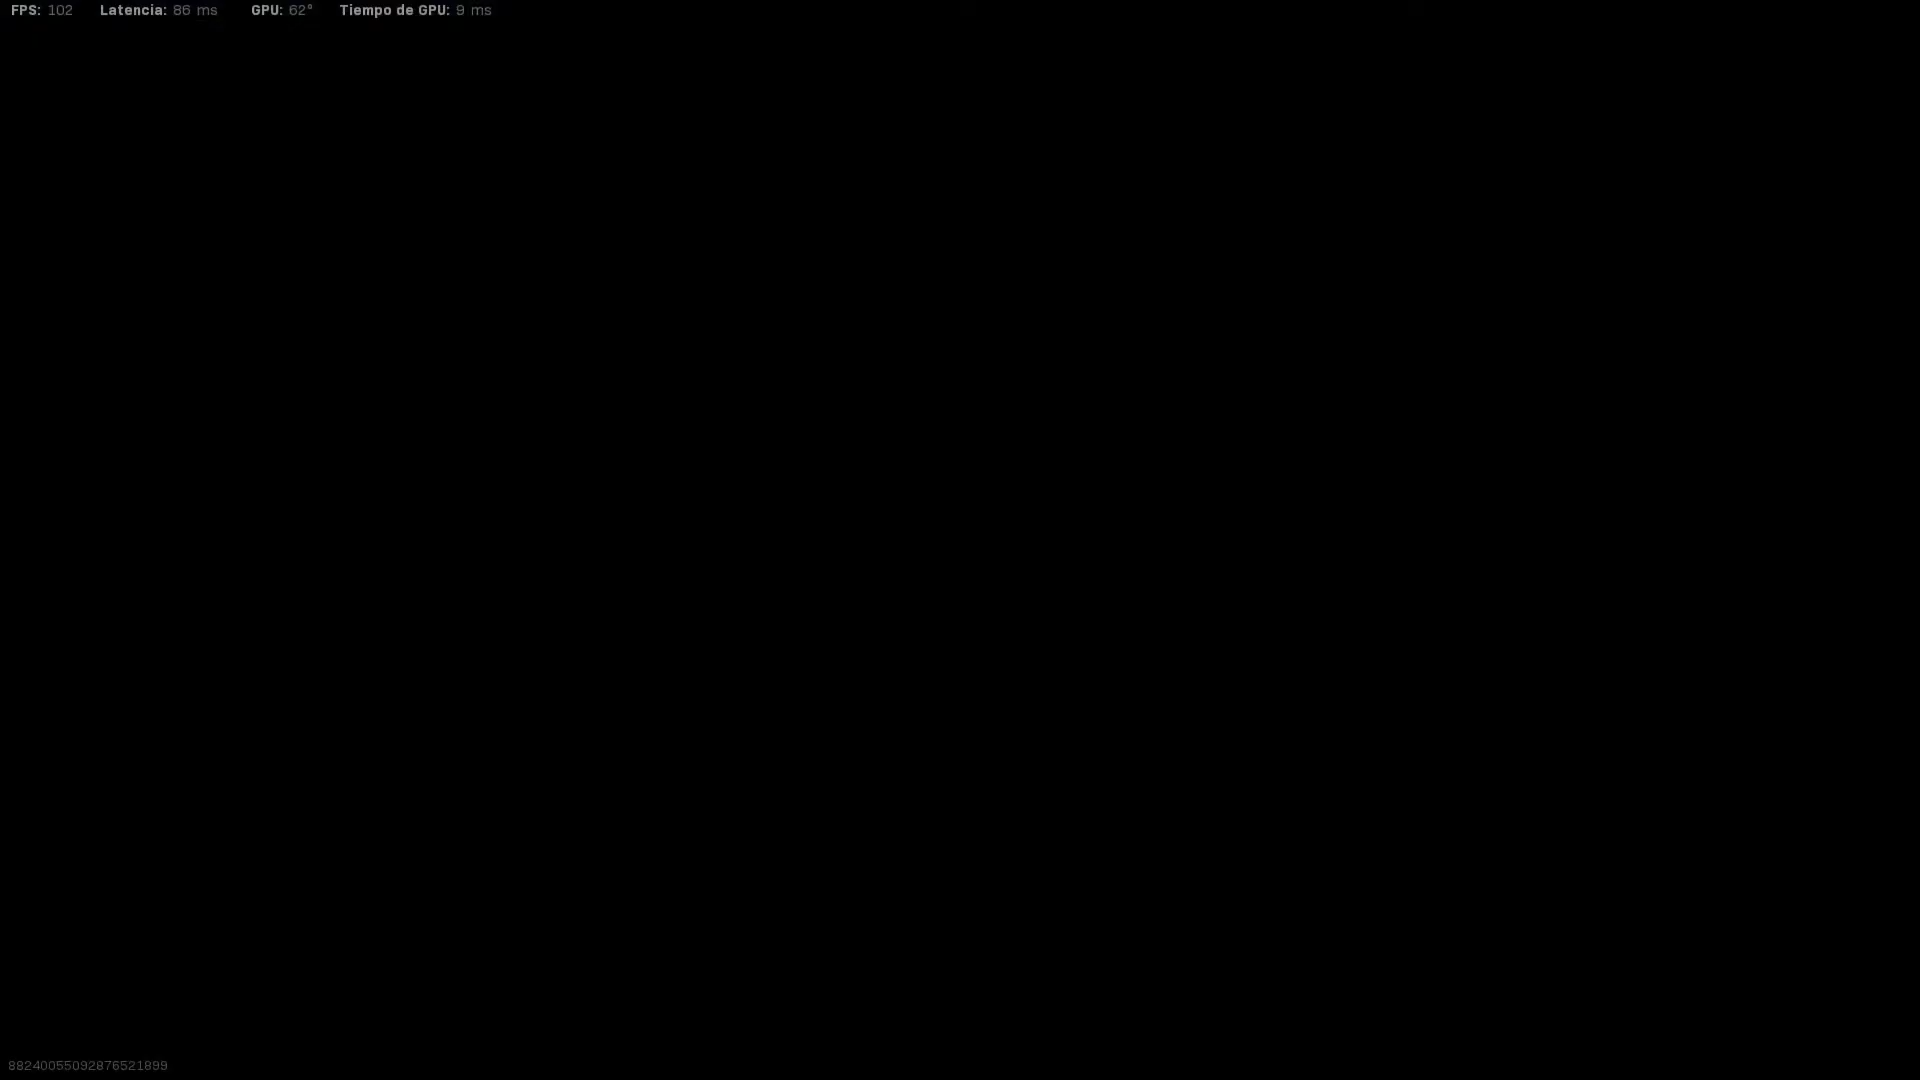 FPS: 102 Latencia: 86 ms GPU: 62° Tiempo de GPU: 9 ms
88240055092876521899